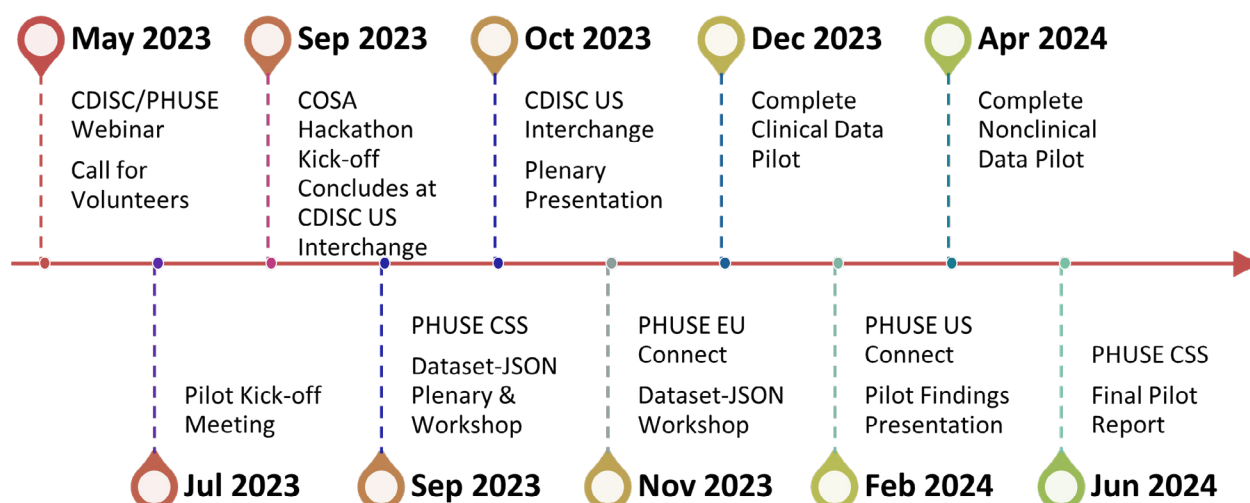 May 2023
CDISC/PHUSE
Webinar
Call for
Volunteers
Sep 2023
COSA
Hackathon
Kick-off
Concludes at
CDISC US
Interchange
Oct 2023
CDISC US
Interchange
Plenary
Presentation
Dec 2023
Complete
Clinical Data
Pilot
Apr 2024
Complete
Nonclinical
Data Pilot
Pilot Kick-off
Meeting
Jul 2023
PHUSE CSS
Dataset-JSON
Plenary &
Workshop
Sep 2023
PHUSE EU
Connect
Dataset-JSON
Workshop
Nov 2023
PHUSE US
Connect
Pilot Findings
Presentation
Feb 2024
PHUSE CSS
Final Pilot
Report
Jun 2024